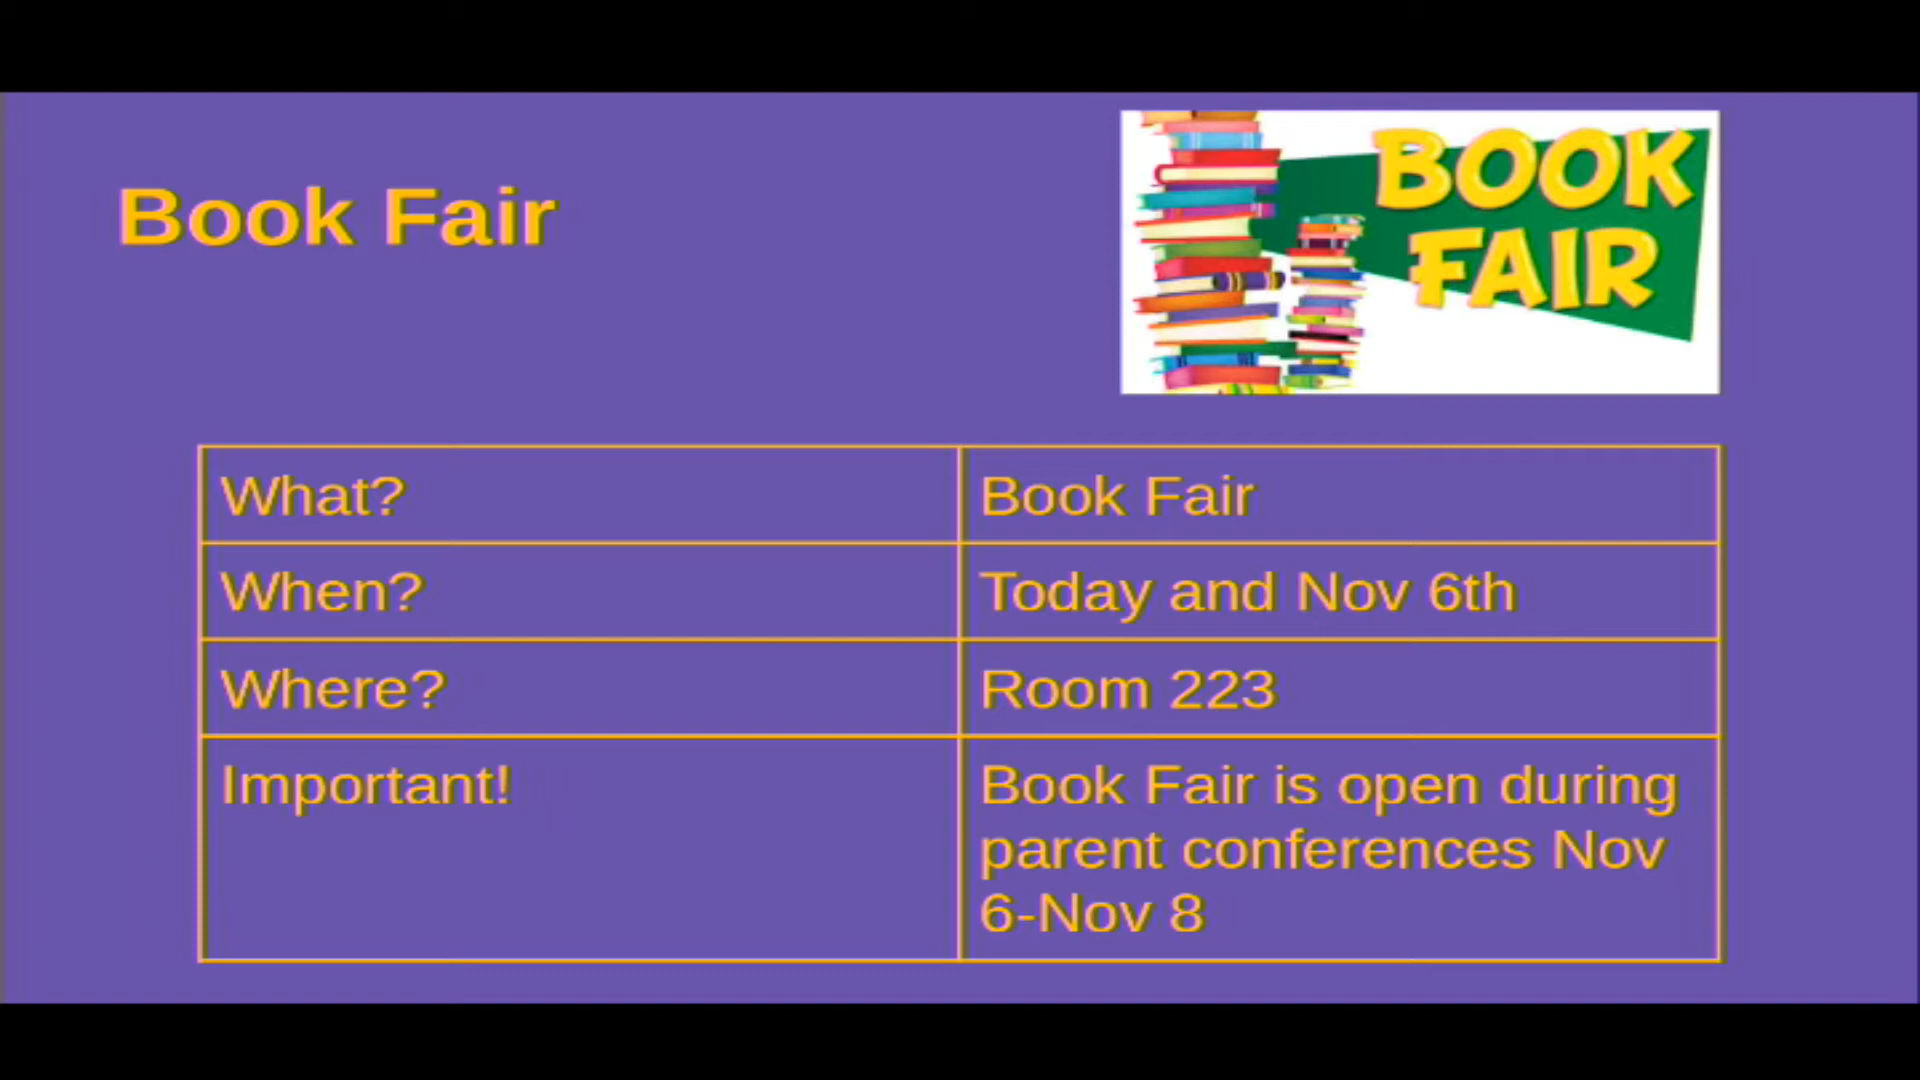 Book Fair
BOOK
FAIR
What?
Book Fair
When?
Today and Nov 6th
Where?
Room 223
Important!
Book Fair is open during
parent conferences Nov
6-Nov 8